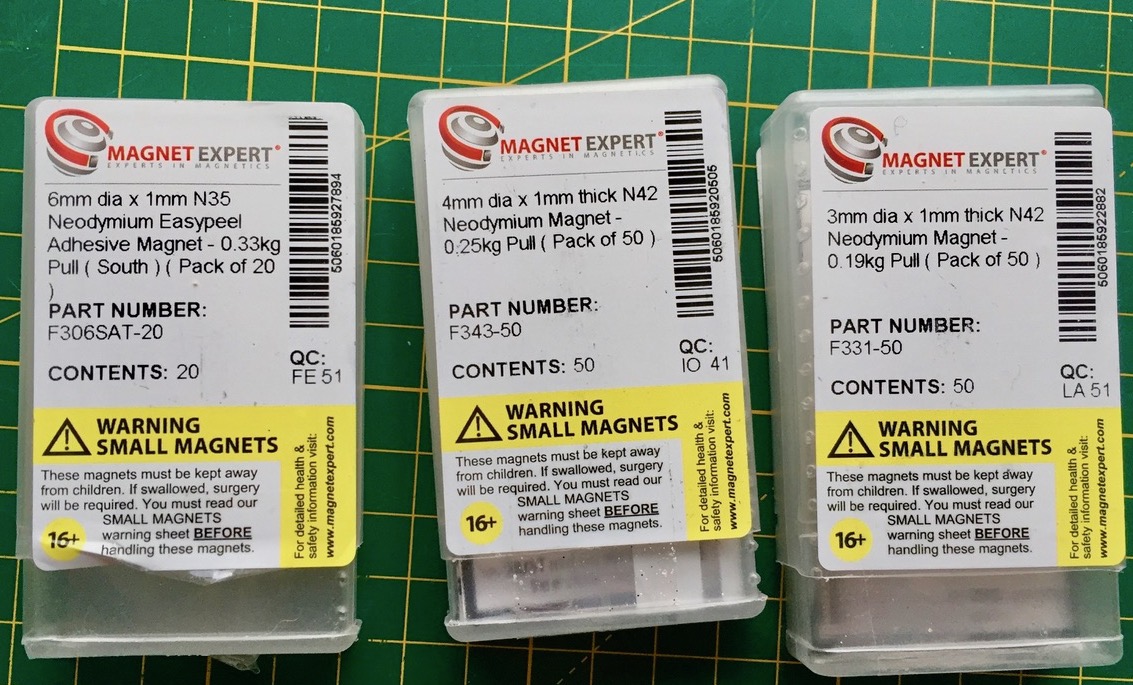 MAGNET EXPERT®
EXPERTS IN MAGNETICS
6mm dia x 1mm N35
Neodymium Easypeel
Adhesive Magnet - 0.33kg
Pull ( South ) ( Pack of 20
)
5060185927894
PART NUMBER:
F306SAT-20
CONTENTS: 20
QC:
FE 51
WARNING
SMALL MAGNETS
These magnets must be kept away
from children. If swallowed, surgery
will be required. You must read our
SMALL MAGNETS
warning sheet BEFORE
handling these magnets.
16+
For detailed health &
safety information visit:
www.magnetexpert.com
MAGNET EXPERT®
EXPERTS IN MAGNETICS
4mm dia x 1mm thick N42
Neodymium Magnet -
0.25kg Pull ( Pack of 50 )
5060185920505
PART NUMBER:
F343-50
CONTENTS: 50
QC:
IO 41
WARNING
SMALL MAGNETS
These magnets must be kept away
from children. If swallowed, surgery
will be required. You must read our
SMALL MAGNETS
warning sheet BEFORE
handling these magnets.
16+
For detailed health &
safety information visit:
www.magnetexpert.com
MAGNET EXPERT®
EXPERTS IN MAGNETICS
3mm dia x 1mm thick N42
Neodymium Magnet -
0.19kg Pull ( Pack of 50 )
5060185922882
PART NUMBER:
F331-50
CONTENTS: 50
QC:
LA 51
WARNING
SMALL MAGNETS
These magnets must be kept away
from children. If swallowed, surgery
will be required. You must read our
SMALL MAGNETS
warning sheet BEFORE
handling these magnets.
16+
For detailed health &
safety information visit:
www.magnetexpert.com